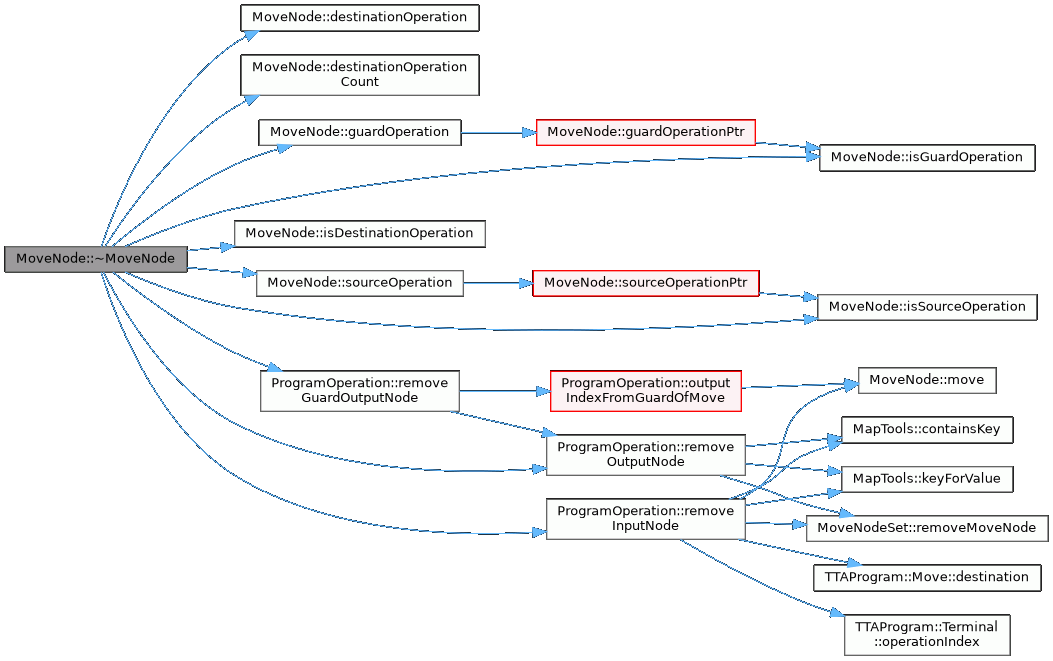 MoveNode::~MoveNode
MoveNode::destinationOperation
MoveNode::destinationOperation
Count
MoveNode::guardOperation
MoveNode::guardOperationPtr
MoveNode::isGuardOperation
MoveNode::isDestinationOperation
MoveNode::sourceOperation
MoveNode::sourceOperationPtr
MoveNode::isSourceOperation
ProgramOperation::remove
GuardOutputNode
ProgramOperation::output
IndexFromGuardOfMove
MoveNode::move
ProgramOperation::remove
OutputNode
MapTools::containsKey
MapTools::keyForValue
ProgramOperation::remove
InputNode
MoveNodeSet::removeMoveNode
TTAProgram::Move::destination
TTAProgram::Terminal
::operationIndex